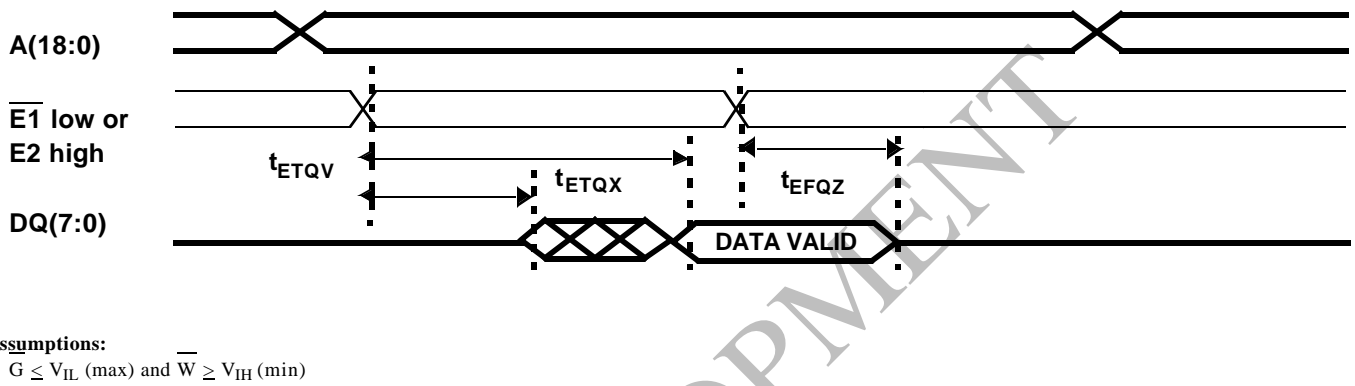 A(18:0)
E1 low or
E2 high
tETQV
tETQX
tEFQZ
DQ(7:0)
DATA VALID
ssumptions:
G ≤ VIL (max) and W ≥ VIH (min)
OPMENT